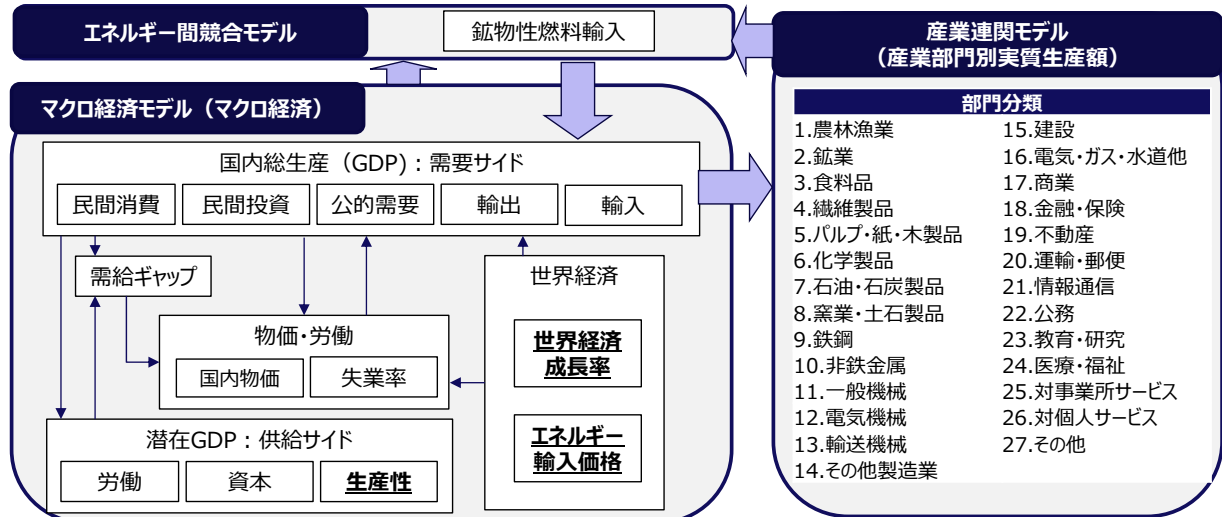 エネルギー間競合モデル
鉱物性燃料輸入
マクロ経済モデル（マクロ経済）
国内総生産（GDP)：需要サイド
民間消費
民間投資
公的需要
輸出
輸入
需給ギャップ
物価・労働
国内物価
失業率
世界経済
世界経済
成長率
エネルギー
輸入価格
潜在GDP：供給サイド
労働
資本
生産性
産業連関モデル
（産業部門別実質生産額）
部門分類
1.農林漁業
2.鉱業
3.食料品
4.繊維製品
5.パルプ・紙・木製品
6.化学製品
7.石油・石炭製品
8.窯業・土石製品
9.鉄鋼
10.非鉄金属
11.一般機械
12.電気機械
13.輸送機械
14.その他製造業
15.建設
16.電気・ガス・水道他
17.商業
18.金融・保険
19.不動産
20.運輸・郵便
21.情報通信
22.公務
23.教育・研究
24.医療・福祉
25.対事業所サービス
26.対個人サービス
27.その他